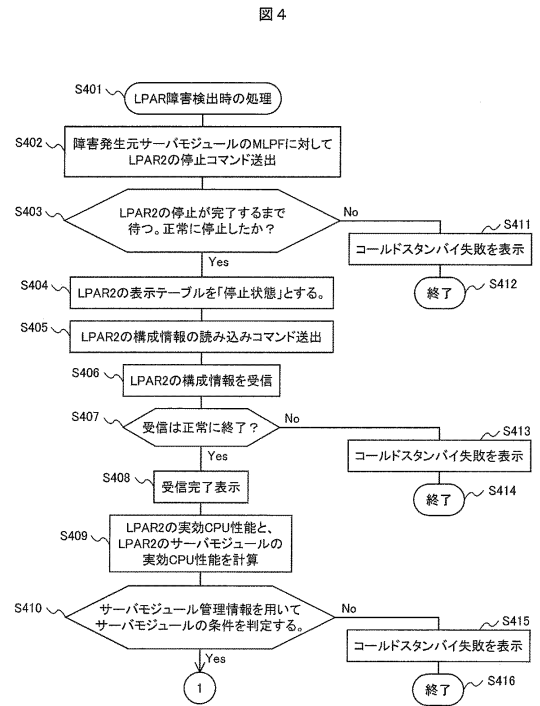 図４
S401
LPAR障害検出時の処理
S402
障害発生元サーバモジュールのMLPFに対して
LPAR2の停止コマンド送出
S403
LPAR2の停止が完了するまで
待つ。正常に停止したか？
No
S411
コールドスタンバイ失敗を表示
終了
S412
Yes
S404
LPAR2の表示テーブルを「停止状態」とする。
S405
LPAR2の構成情報の読み込みコマンド送出
S406
LPAR2の構成情報を受信
S407
受信は正常に終了？
No
S413
コールドスタンバイ失敗を表示
終了
S414
Yes
S408
受信完了表示
S409
LPAR2の実効CPU性能と、
LPAR2のサーバモジュールの
実効CPU性能を計算
S410
サーバモジュール管理情報を用いて
サーバモジュールの条件を判定する。
No
S415
コールドスタンバイ失敗を表示
終了
S416
Yes
1